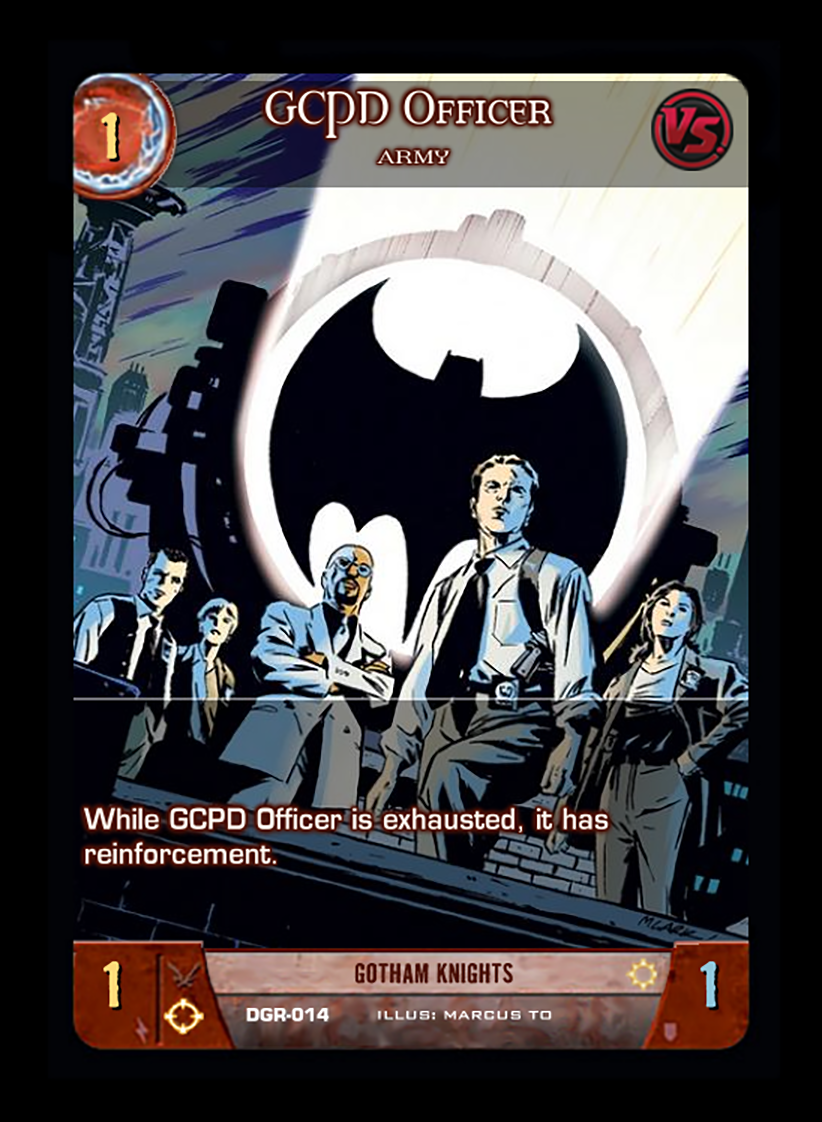 1
GCPD Officer
VS.
ARMY
While GCPD Officer is exhausted, it has
reinforcement.
1
GOTHAM KNIGHTS
1
DGR-014
ILLUS: MARCUS TO